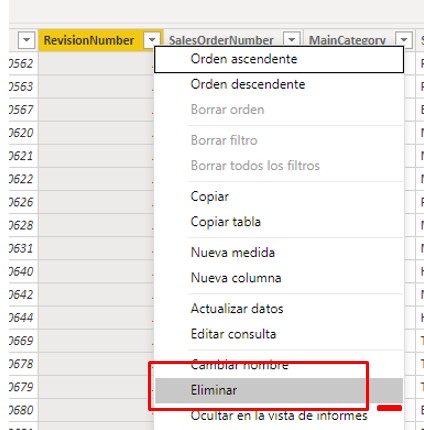 RevisionNumber SalesOrderNumber MainCategory S
0562 Orden ascendente
0563 Orden descendente
0567 Borrar orden
0620
0621 Borrar filtro
0622 Borrar todos los filtros
0626 Copiar
0628 Copiar tabla
0631 Nueva medida
0640 Nueva columna
0642
0644 Actualizar datos
0669 Editar consulta
0678 Cambiar nombre
0679 Eliminar
0680 Ocultar en la vista de informes